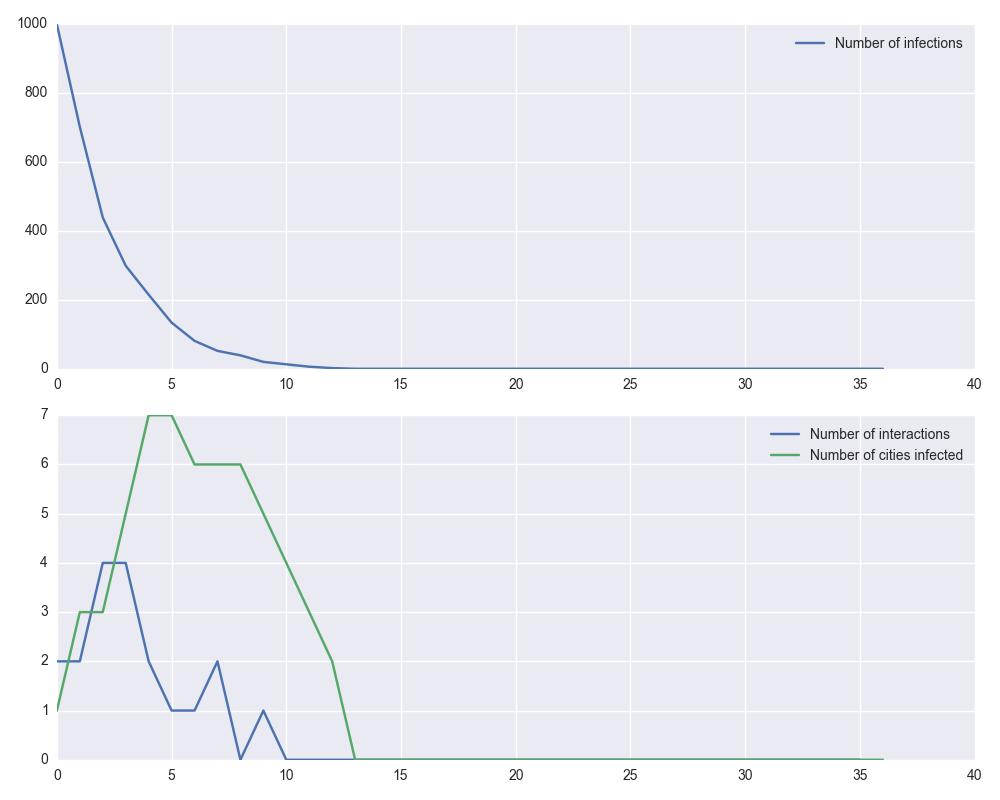 1000
Number of infections
800
600
400
200
0
0 5 10 15 20 25 30 35 40
7
Number of interactions
Number of cities infected
6
5
4
3
2
1
0
0 5 10 15 20 25 30 35 40